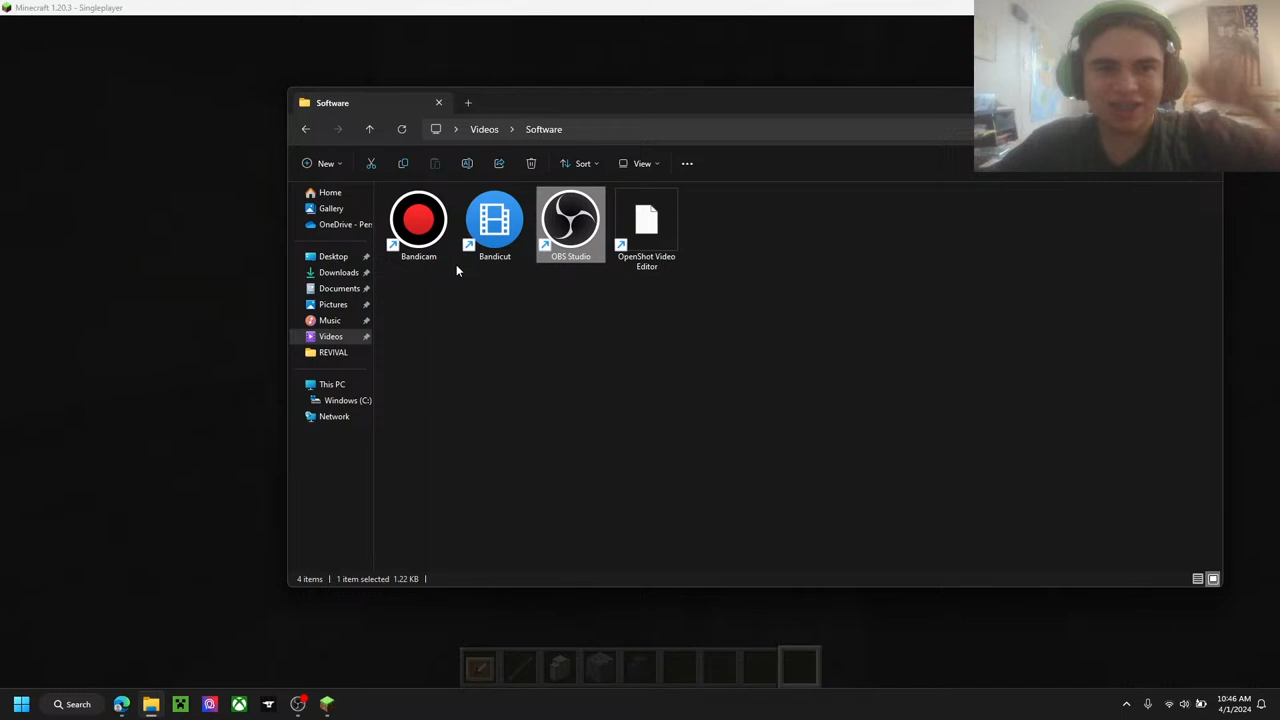 Minecraft 1.20.3 - Singleplayer
Software
Videos
Software
New
Sort
View
Home
Gallery
OneDrive - Pers
Desktop
Downloads
Documents
Pictures
Music
Videos
REVIVAL
This PC
Windows (C:)
Network
Bandicam
Bandicut
OBS Studio
OpenShot Video
Editor
4 items
1 item selected 1.22 KB
Search
10:46 AM
4/1/2024